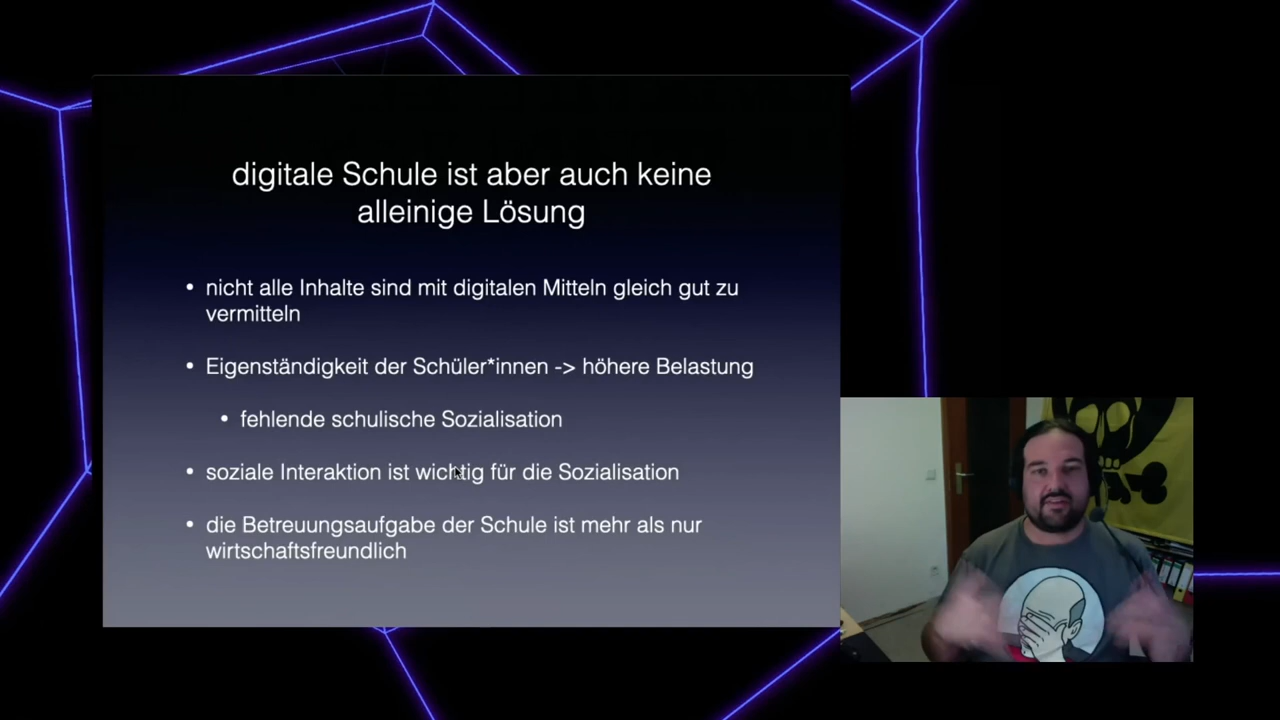 digitale Schule ist aber auch keine
alleinige Lösung
• nicht alle Inhalte sind mit digitalen Mitteln gleich gut zu
vermitteln
• Eigenständigkeit der Schüler*innen -> höhere Belastung
• fehlende schulische Sozialisation
• soziale Interaktion ist wichtig für die Sozialisation
• die Betreuungsaufgabe der Schule ist mehr als nur
wirtschaftsfreundlich